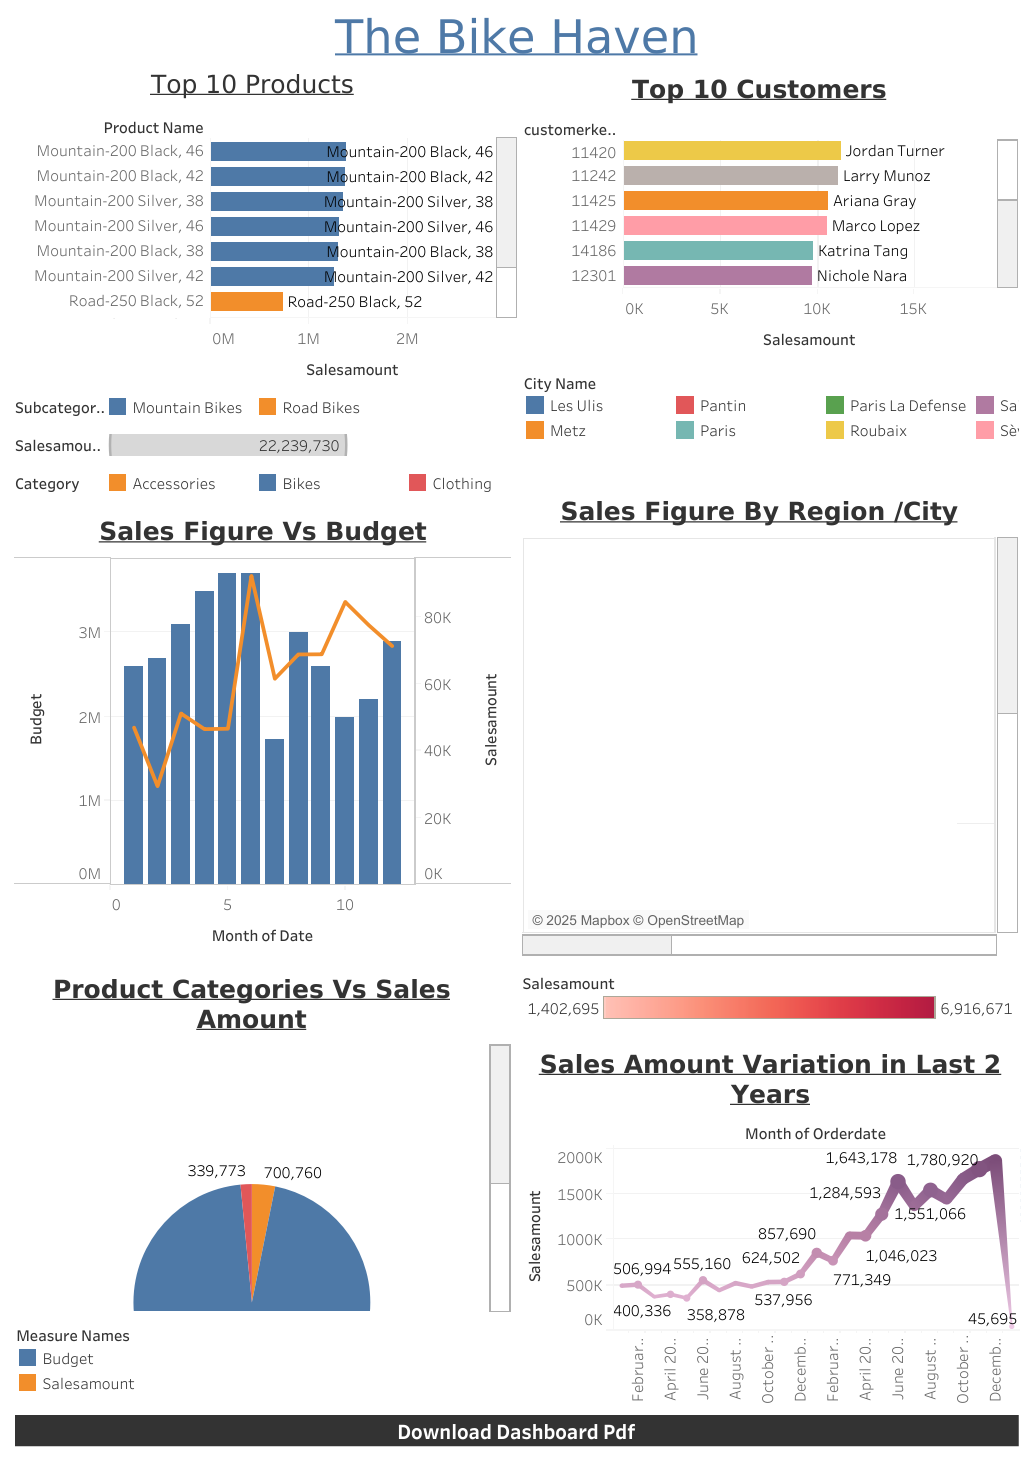 The Bike Haven
Top 10 Products
Product Name
Mountain-200 Black, 46 Mountain-200 Black, 46
Mountain-200 Black, 42 Mountain-200 Black, 42
Mountain-200 Silver, 38 Mountain-200 Silver, 38
Mountain-200 Silver, 46 Mountain-200 Silver, 46
Mountain-200 Black, 38 Mountain-200 Black, 38
Mountain-200 Silver, 42 Mountain-200 Silver, 42
Road-250 Black, 52 Road-250 Black, 52
0M 1M 2M
Salesamount
Top 10 Customers
customerke..
11420 Jordan Turner
11242 Larry Munoz
11425 Ariana Gray
11429 Marco Lopez
14186 Katrina Tang
12301 Nichole Nara
0K 5K 10K 15K
Salesamount
Subcategor.. Mountain Bikes Road Bikes
Salesamou.. 22,239,730
Category Accessories Bikes Clothing
City Name
Les Ulis Pantin Paris La Defense Sa
Metz Paris Roubaix Sè
Sales Figure Vs Budget
3M
2M
1M
0M
Budget
80K
60K
40K
20K
0K
Salesamount
0 5 10
Month of Date
Sales Figure By Region /City
© 2025 Mapbox © OpenStreetMap
Salesamount
1,402,695 6,916,671
Product Categories Vs Sales
Amount
339,773 700,760
Measure Names
Budget
Salesamount
Sales Amount Variation in Last 2
Years
Month of Orderdate
2000K
1500K
1000K
500K
0K
Salesamount
1,643,178 1,780,920
1,284,593
1,551,066
857,690
624,502 1,046,023
506,994 555,160
771,349
537,956
400,336 358,878
45,695
Februar..
April 20..
June 20..
August ..
October ..
Decemb..
Februar..
April 20..
June 20..
August ..
October ..
Decemb..
Download Dashboard Pdf